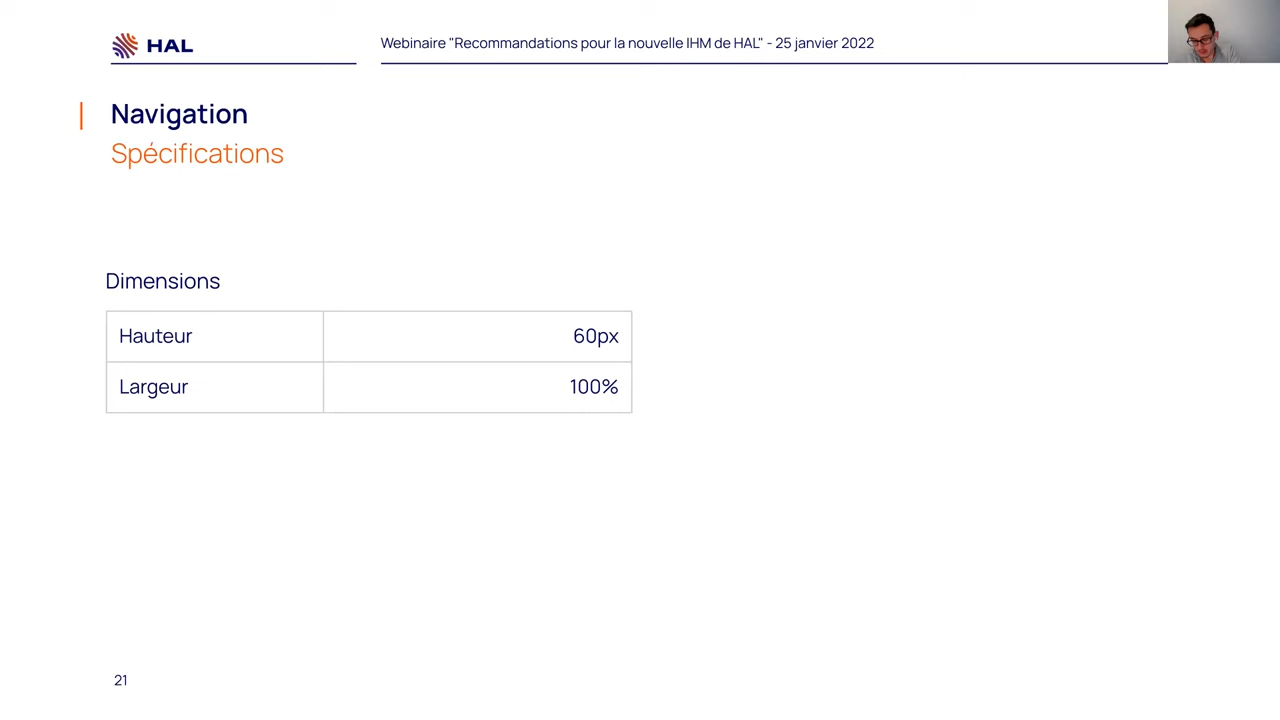 HAL
Webinaire "Recommandations pour la nouvelle IHM de HAL" - 25 janvier 2022
Navigation
Spécifications
Dimensions
Hauteur 60px
Largeur 100%
21